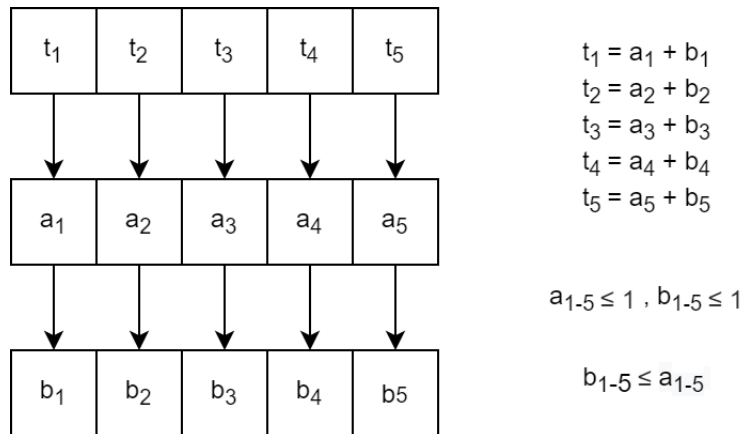 t₁ t₂ t₃ t₄ t₅
a₁ a₂ a₃ a₄ a₅
b₁ b₂ b₃ b₄ b5
t₁ = a₁ + b₁
t₂ = a₂ + b₂
t₃ = a₃ + b₃
t₄ = a₄ + b₄
t₅ = a₅ + b₅
a₁₋₅ ≤ 1 , b₁₋₅ ≤ 1
b₁₋₅ ≤ a₁₋₅